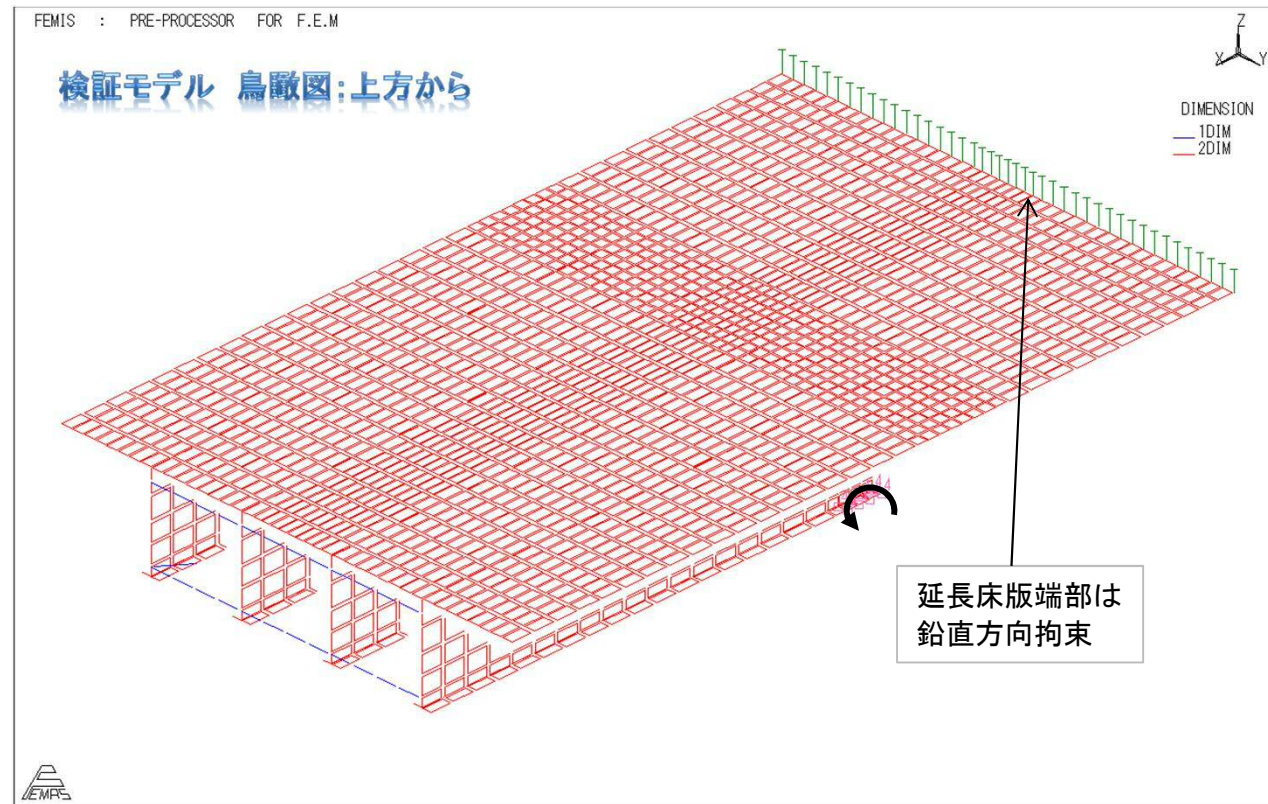 FEMIS : PRE-PROCESSOR FOR F.E.M
検証モデル 鳥瞰図:上方から
Z
X
Y
DIMENSION
1DIM
2DIM
延長床版端部は
鉛直方向拘束